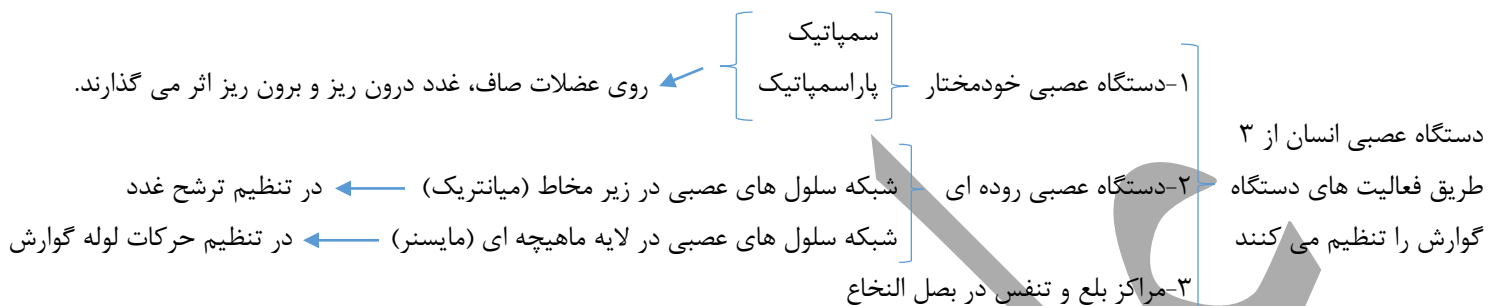 دستگاه عصبی انسان از ۳
طریق فعالیت های دستگاه
گوارش را تنظیم می کنند
۱-دستگاه عصبی خودمختار
سمپاتیک
پاراسمپاتیک
روی عضلات صاف، غدد درون ریز و برون ریز اثر می گذارند.
۲-دستگاه عصبی روده ای
شبکه سلول های عصبی در زیر مخاط (میانتریک)
در تنظیم ترشح غدد
شبکه سلول های عصبی در لایه ماهیچه ای (مایسنر)
در تنظیم حرکات لوله گوارش
۳-مراکز بلع و تنفس در بصل النخاع